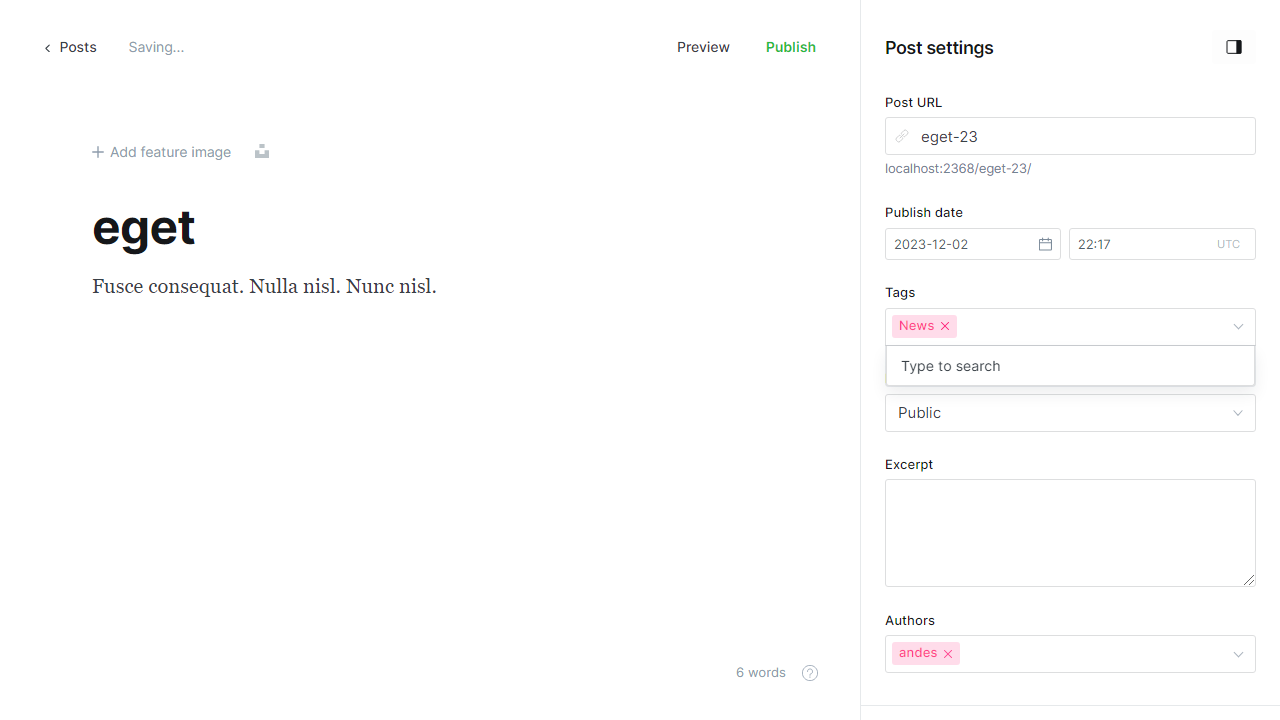 Posts
Saving...
Preview
Publish
Add feature image
eget
Fusce consequat. Nulla nisl. Nunc nisl.
6 words
?
Post settings
Post URL
eget-23
localhost:2368/eget-23/
Publish date
2023-12-02
22:17
UTC
Tags
News
Type to search
Public
Excerpt
Authors
andes